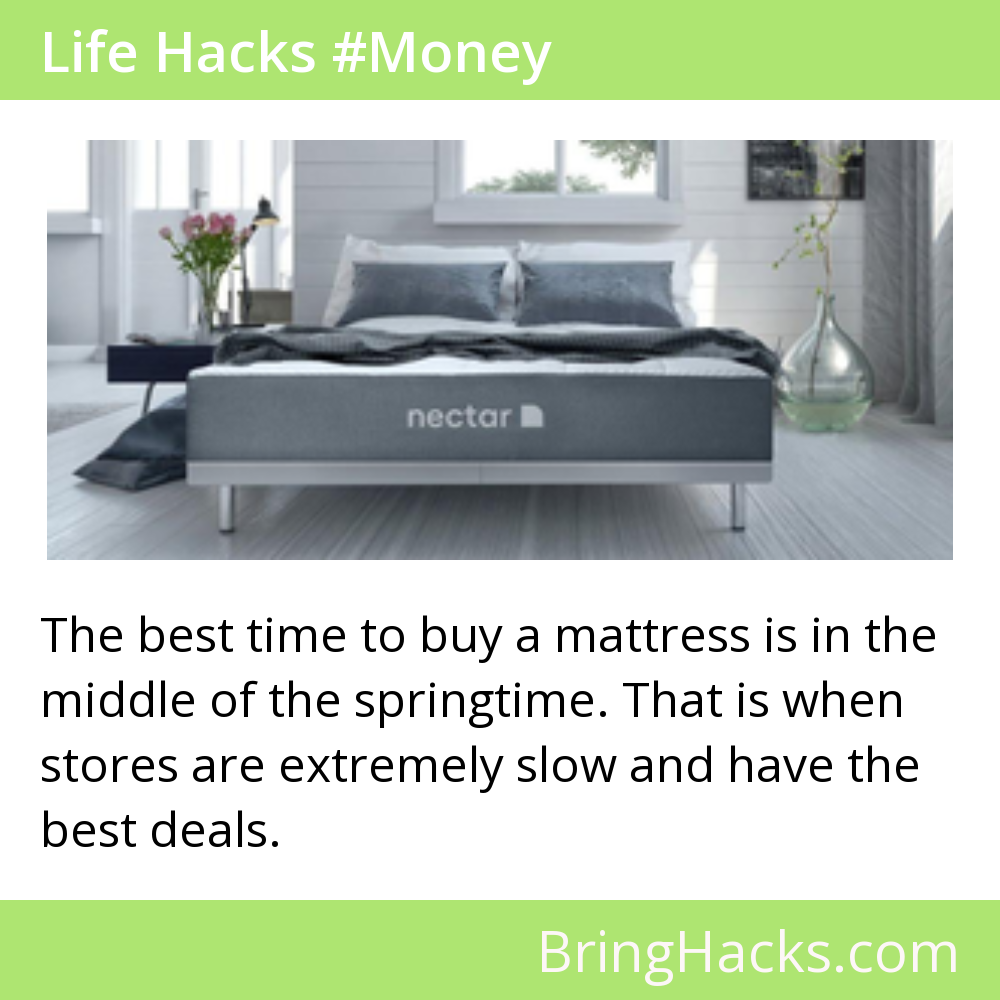 Life Hacks #Money
nectar
The best time to buy a mattress is in the
middle of the springtime. That is when
stores are extremely slow and have the
best deals.
BringHacks.com